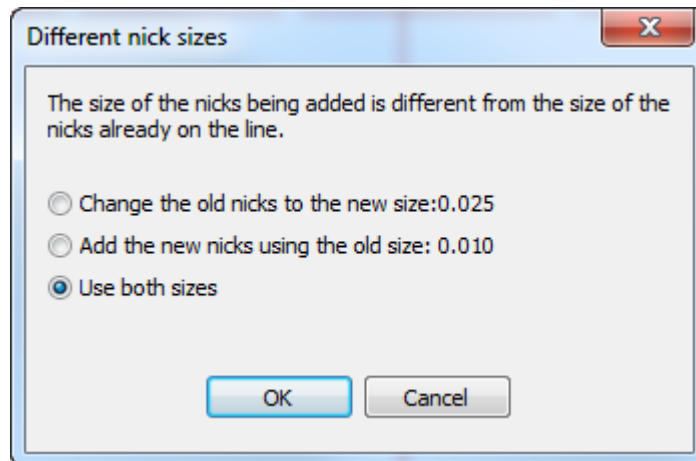 Different nick sizes
The size of the nicks being added is different from the size of the
nicks already on the line.
Change the old nicks to the new size:0.025
Add the new nicks using the old size: 0.010
Use both sizes
OK Cancel